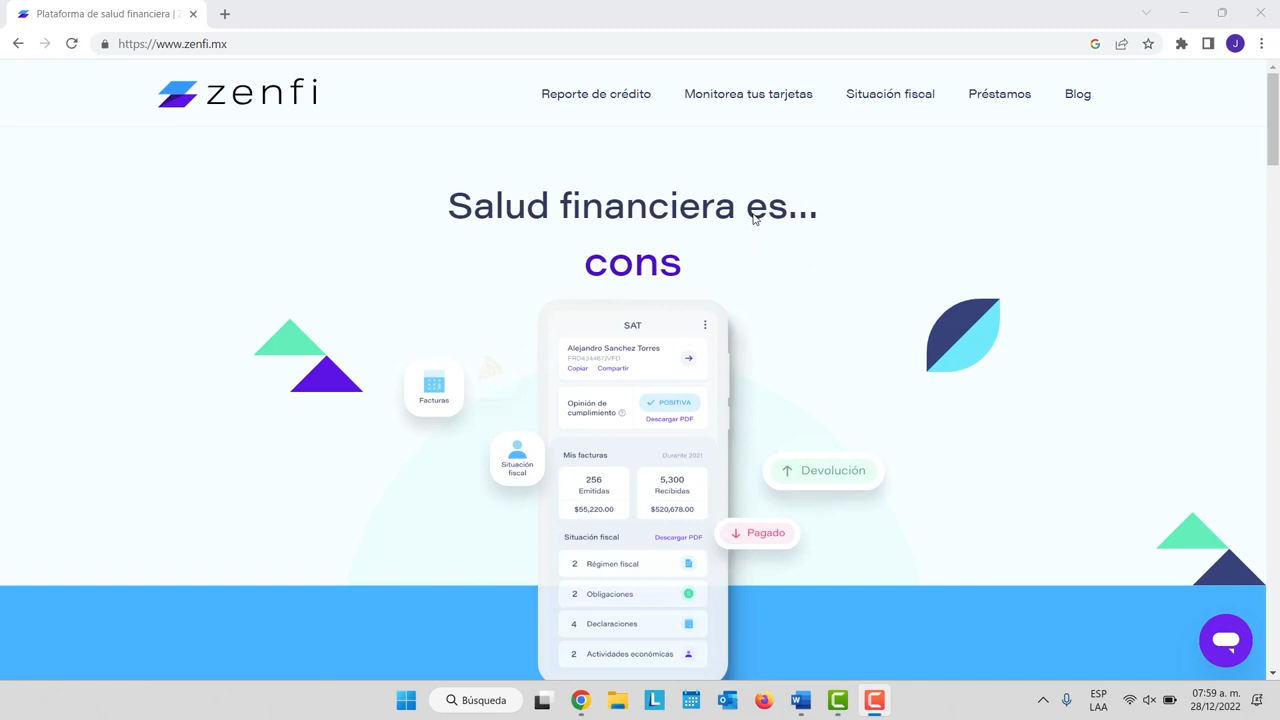 Plataforma de salud financiera | Z
https://www.zenfi.mx
J
zenfi
Reporte de crédito
Monitorea tus tarjetas
Situación fiscal
Préstamos
Blog
Salud financiera es...
cons
SAT
Alejandro Sanchez Torres
Copiar
Compartir
Opinión de
cumplimiento
POSITIVA
Descargar PDF
Facturas
Situación
fiscal
Mis facturas
Durante 2021
256
Emitidas
$55,220.00
5,300
Recibidas
$520,678.00
Devolución
Pagado
Situación fiscal
Descargar PDF
2 Régimen fiscal
2 Obligaciones
4 Declaraciones
2 Actividades económicas
Búsqueda
ESP
LAA
07:59 a. m.
28/12/2022